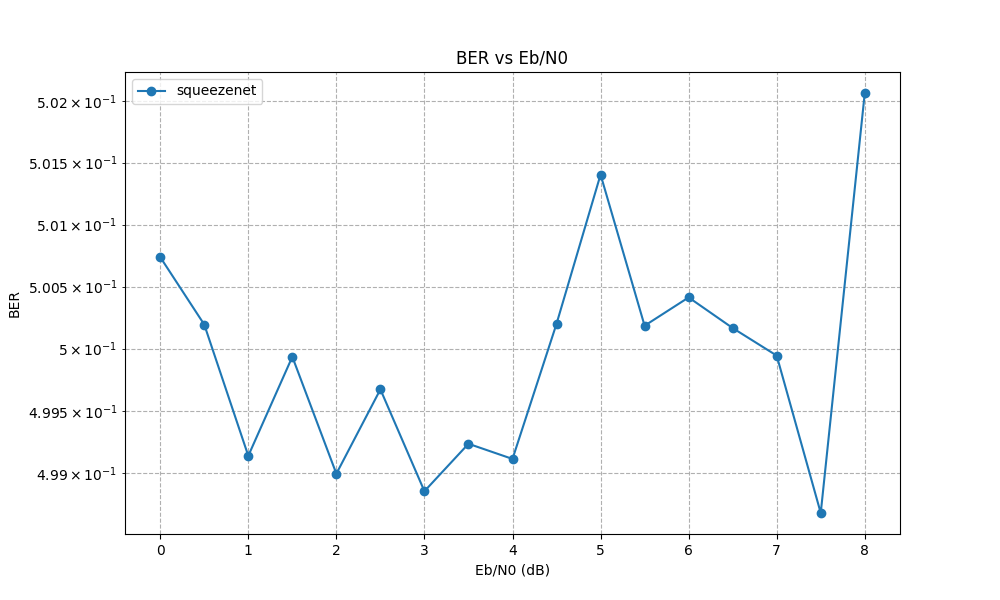 BER vs Eb/N0
squeezenet
BER
5.02 × 10⁻¹
5.015 × 10⁻¹
5.01 × 10⁻¹
5.005 × 10⁻¹
5 × 10⁻¹
4.995 × 10⁻¹
4.99 × 10⁻¹
0 1 2 3 4 5 6 7 8
Eb/N0 (dB)